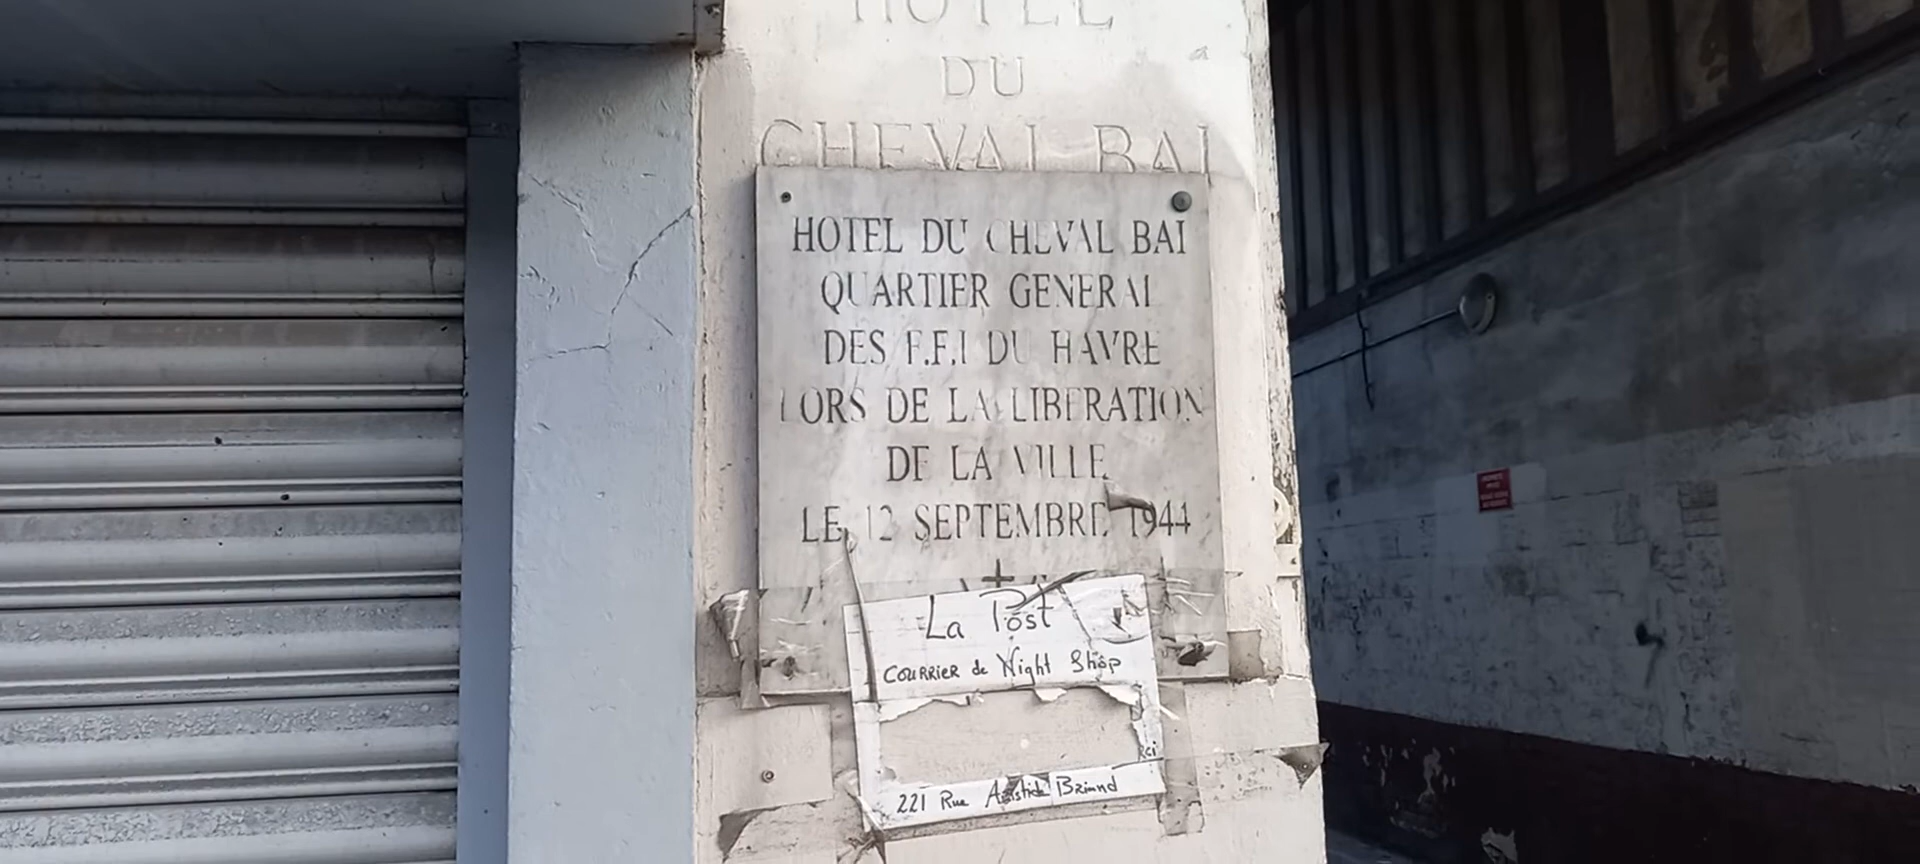 HOTEL
DU
CHEVAL BAI
HOTEL DU CHEVAL BAI
QUARTIER GENERAL
DES F.F.I DU HAVRE
LORS DE LA LIBERATION
DE LA VILLE
LE 12 SEPTEMBRE 1944
La Post
COURRIER de Night Shôp
221 Rue Aristide Briand